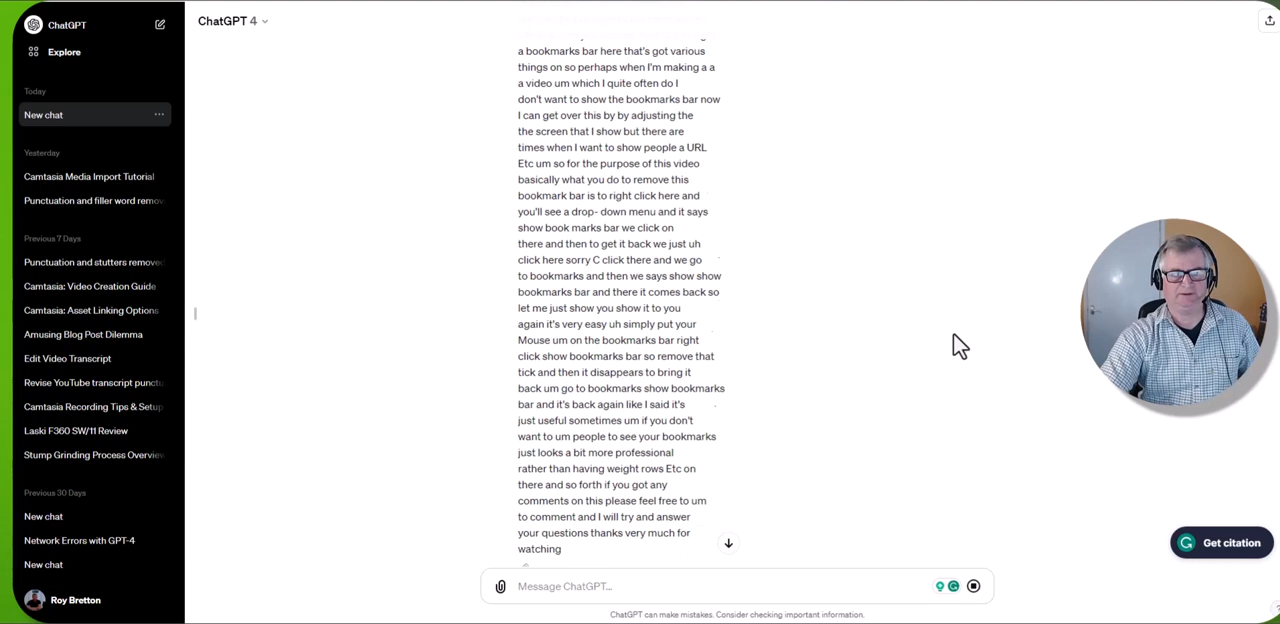 ChatGPT
Explore
Today
New chat
Yesterday
Camtasia Media Import Tutorial
Punctuation and filler word remov
Previous 7 Days
Punctuation and stutters removed
Camtasia: Video Creation Guide
Camtasia: Asset Linking Options
Amusing Blog Post Dilemma
Edit Video Transcript
Revise YouTube transcript punctu
Camtasia Recording Tips & Setup
Laski F360 SW/11 Review
Stump Grinding Process Overview
Previous 30 Days
New chat
Network Errors with GPT-4
New chat
Roy Bretton
ChatGPT 4
a bookmarks bar here that's got various
things on so perhaps when I'm making a a
a video um which I quite often do I
don't want to show the bookmarks bar now
I can get over this by by adjusting the
the screen that I show but there are
times when I want to show people a URL
Etc um so for the purpose of this video
basically what you do to remove this
bookmark bar is to right click here and
you'll see a drop- down menu and it says
show book marks bar we click on
there and then to get it back we just uh
click here sorry C click there and we go
to bookmarks and then we says show show
bookmarks bar and there it comes back so
let me just show you show it to you
again it's very easy uh simply put your
Mouse um on the bookmarks bar right
click show bookmarks bar so remove that
tick and then it disappears to bring it
back um go to bookmarks show bookmarks
bar and it's back again like I said it's
just useful sometimes um if you don't
want to um people to see your bookmarks
just looks a bit more professional
rather than having weight rows Etc on
there and so forth if you got any
comments on this please feel free to um
to comment and I will try and answer
your questions thanks very much for
watching
Message ChatGPT...
ChatGPT can make mistakes. Consider checking important information.
Get citation